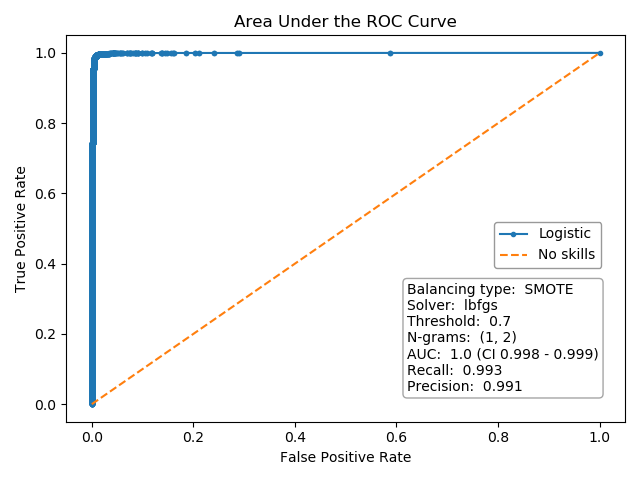 Area Under the ROC Curve
True Positive Rate
1.0
0.8
0.6
0.4
0.2
0.0
Logistic
No skills
Balancing type:  SMOTE
Solver:  lbfgs
Threshold:  0.7
N-grams:  (1, 2)
AUC:  1.0 (CI 0.998 - 0.999)
Recall:  0.993
Precision:  0.991
0.0 0.2 0.4 0.6 0.8 1.0
False Positive Rate